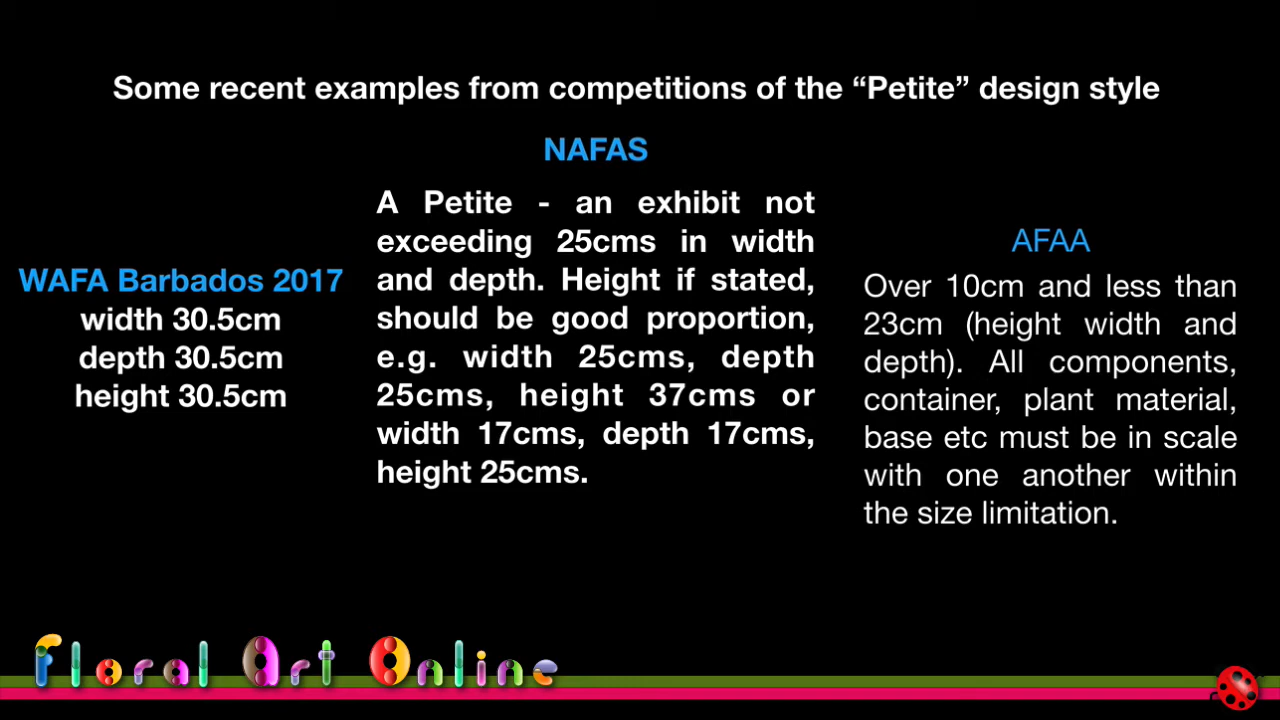 Some recent examples from competitions of the “Petite” design style
WAFA Barbados 2017
width 30.5cm
depth 30.5cm
height 30.5cm
NAFAS
A Petite - an exhibit not
exceeding 25cms in width
and depth. Height if stated,
should be good proportion,
e.g. width 25cms, depth
25cms, height 37cms or
width 17cms, depth 17cms,
height 25cms.
AFAA
Over 10cm and less than
23cm (height width and
depth). All components,
container, plant material,
base etc must be in scale
with one another within
the size limitation.
Floral Art Online